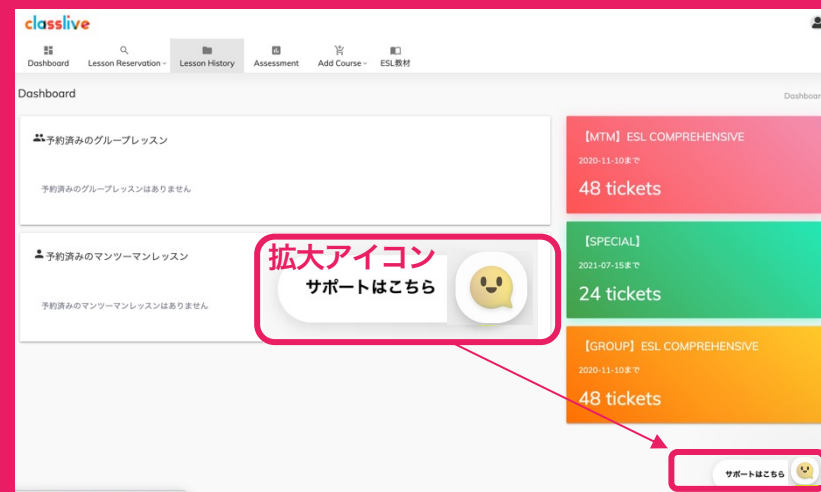 classlive
Dashboard
Lesson Reservation
Lesson History
Assessment
Add Course
ESL教材
Dashboard
予約済みのグループレッスン
予約済みのグループレッスンはありません
予約済みのマンツーマンレッスン
予約済みのマンツーマンレッスンはありません
拡大アイコン
サポートはこちら
【MTM】ESL COMPREHENSIVE
2020-11-10まで
48 tickets
【SPECIAL】
2021-07-15まで
24 tickets
【GROUP】ESL COMPREHENSIVE
2020-11-10まで
48 tickets
サポートはこちら